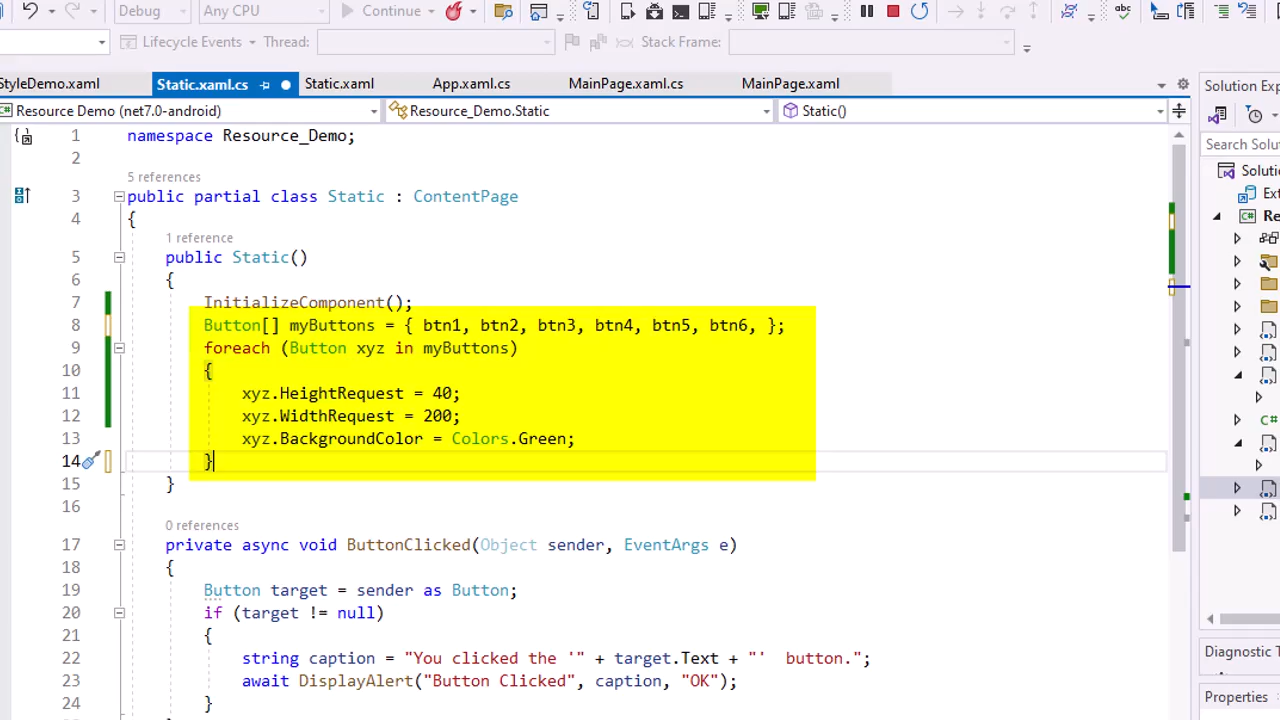 Debug Any CPU Continue
Lifecycle Events Thread: Stack Frame:
StyleDemo.xaml Static.xaml.cs Static.xaml App.xaml.cs MainPage.xaml.cs MainPage.xaml
Resource Demo (net7.0-android) Resource_Demo.Static Static()
1 namespace Resource_Demo;
2
5 references
3 public partial class Static : ContentPage
4 {
1 reference
5 public Static()
6 {
7 InitializeComponent();
8 Button[] myButtons = { btn1, btn2, btn3, btn4, btn5, btn6, };
9 foreach (Button xyz in myButtons)
10 {
11 xyz.HeightRequest = 40;
12 xyz.WidthRequest = 200;
13 xyz.BackgroundColor = Colors.Green;
14 }
15 }
16
0 references
17 private async void ButtonClicked(Object sender, EventArgs e)
18 {
19 Button target = sender as Button;
20 if (target != null)
21 {
22 string caption = "You clicked the '" + target.Text + "'  button.";
23 await DisplayAlert("Button Clicked", caption, "OK");
24 }
Solution Exp
Search Solu
Solutio
Ext
Re
C#
Diagnostic T
Properties